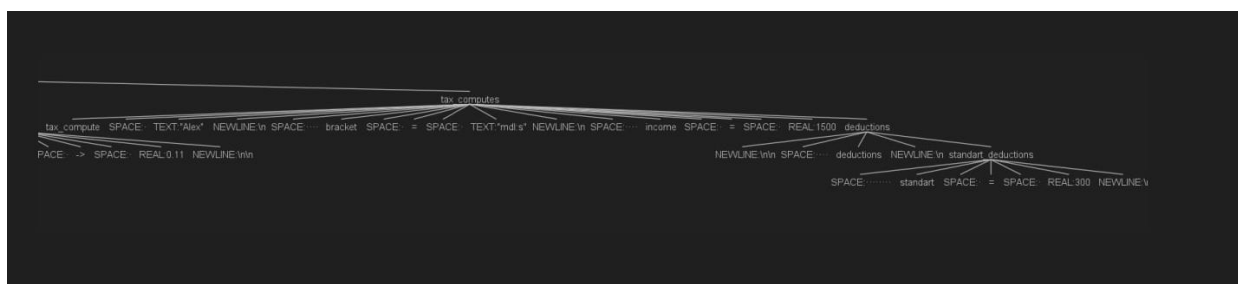 tax_computes
tax_compute SPACE:· TEXT:"Alex" NEWLINE:\n SPACE:···· bracket SPACE:· = SPACE:· TEXT:"mdl:s" NEWLINE:\n SPACE:···· income SPACE:· = SPACE:· REAL:1500 deductions
PACE:· -> SPACE:· REAL:0.11 NEWLINE:\n\n NEWLINE:\n\n SPACE:···· deductions NEWLINE:\n standart_deductions
SPACE:········ standart SPACE:· = SPACE:· REAL:300 NEWLINE:\